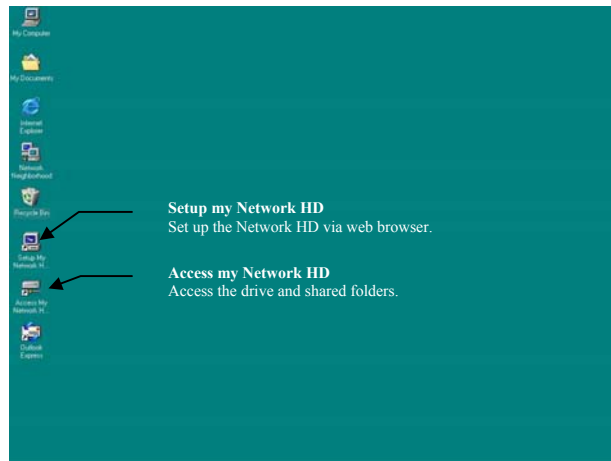 My Computer
My Documents
Internet
Explorer
Network
Neighborhood
Recycle Bin
Setup my Network HD
Set up the Network HD via web browser.
Setup My
Network H...
Access my Network HD
Access the drive and shared folders.
Access My
Network H...
Outlook
Express